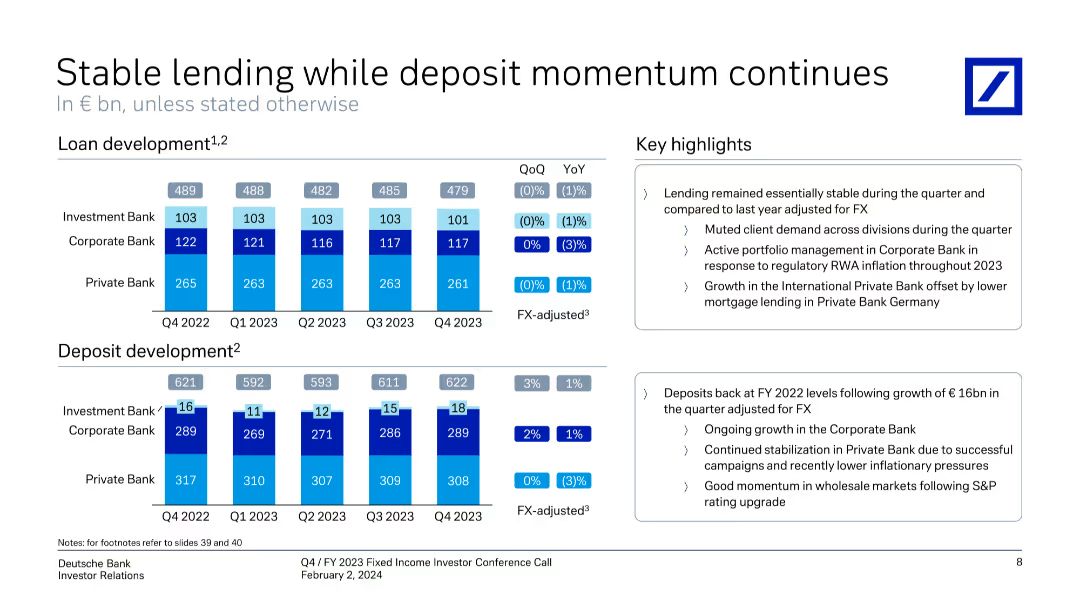 Stable lending while deposit momentum continues
In € bn, unless stated otherwise
Loan development1,2
QoQ YoY
489 488 482 485 479 (0)% (1)%
Investment Bank 103 103 103 103 101 (0)% (1)%
Corporate Bank 122 121 116 117 117 0% (3)%
Private Bank 265 263 263 263 261 (0)% (1)%
Q4 2022 Q1 2023 Q2 2023 Q3 2023 Q4 2023 FX-adjusted3
Deposit development2
621 592 593 611 622 3% 1%
Investment Bank 16 11 12 15 18
Corporate Bank 289 269 271 286 289 2% 1%
Private Bank 317 310 307 309 308 0% (3)%
Q4 2022 Q1 2023 Q2 2023 Q3 2023 Q4 2023 FX-adjusted3
Key highlights
Lending remained essentially stable during the quarter and
compared to last year adjusted for FX
Muted client demand across divisions during the quarter
Active portfolio management in Corporate Bank in
response to regulatory RWA inflation throughout 2023
Growth in the International Private Bank offset by lower
mortgage lending in Private Bank Germany
Deposits back at FY 2022 levels following growth of € 16bn in
the quarter adjusted for FX
Ongoing growth in the Corporate Bank
Continued stabilization in Private Bank due to successful
campaigns and recently lower inflationary pressures
Good momentum in wholesale markets following S&P
rating upgrade
Notes: for footnotes refer to slides 39 and 40
Deutsche Bank
Investor Relations
Q4 / FY 2023 Fixed Income Investor Conference Call
February 2, 2024
8